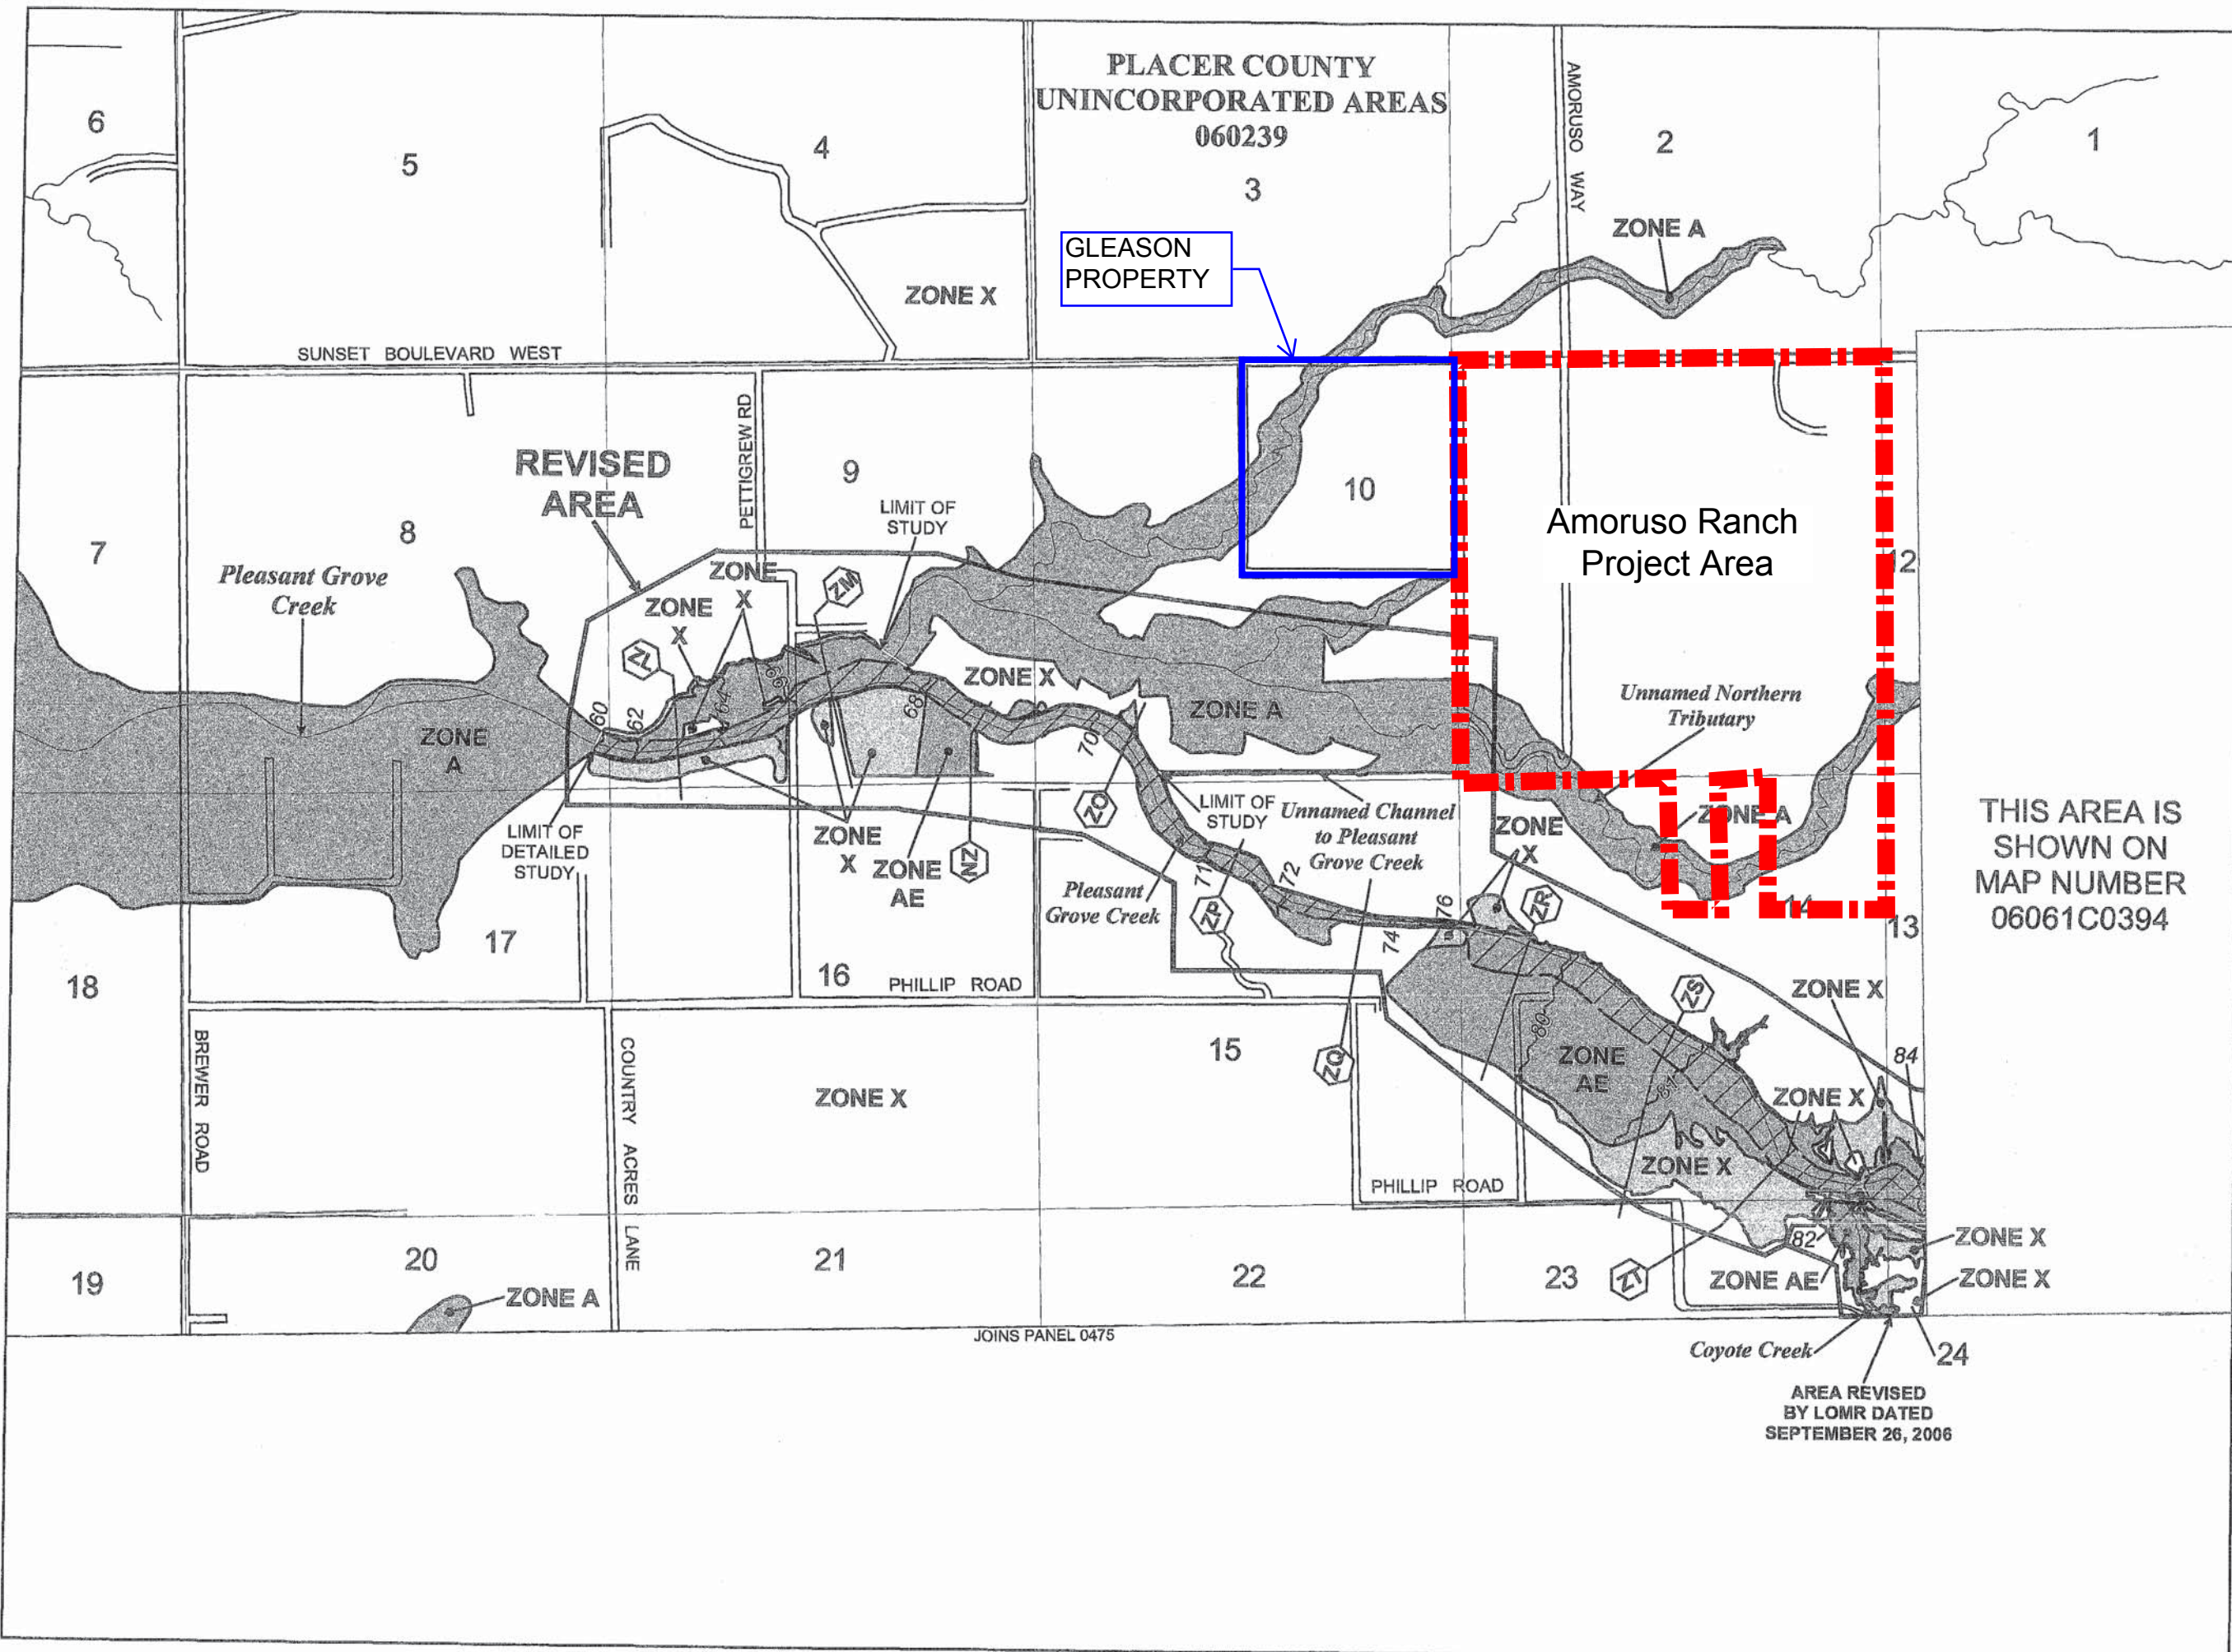 PLACER COUNTY
UNINCORPORATED AREAS
060239
6
5
4
3
2
1
AMORUSO WAY
ZONE A
GLEASON
PROPERTY
ZONE X
SUNSET BOULEVARD WEST
PETTIGREW RD
REVISED
AREA
9
10
LIMIT OF
STUDY
8
7
Amoruso Ranch
Project Area
12
Pleasant Grove
Creek
ZONE
X
ZONE
X
ZM
ZL
ZONE X
Unnamed Northern
Tributary
ZONE A
ZONE
A
60
62
64
66
68
70
ZO
LIMIT OF
STUDY
Unnamed Channel
to Pleasant
Grove Creek
ZONE
X
ZONE A
THIS AREA IS
SHOWN ON
MAP NUMBER
06061C0394
LIMIT OF
DETAILED
STUDY
ZONE
X
ZONE
AE
ZN
Pleasant
Grove Creek
71
72
ZP
74
76
ZR
14
13
17
18
16
PHILLIP ROAD
ZS
ZONE X
BREWER ROAD
COUNTRY ACRES LANE
15
ZQ
80
ZONE
AE
81
84
ZONE X
ZONE X
ZONE X
PHILLIP ROAD
82
ZONE X
ZONE X
19
20
21
22
23
ZT
ZONE AE
ZONE A
JOINS PANEL 0475
Coyote Creek
24
AREA REVISED
BY LOMR DATED
SEPTEMBER 26, 2006